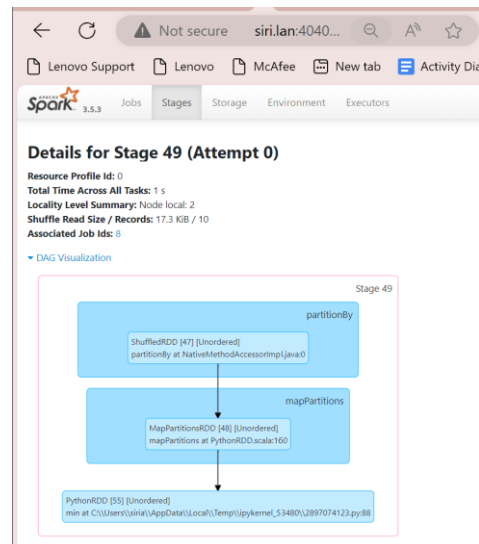 Not secure siri.lan:4040...
Lenovo Support Lenovo McAfee New tab Activity Dia
APACHE Spark 3.5.3 Jobs Stages Storage Environment Executors
Details for Stage 49 (Attempt 0)
Resource Profile Id: 0
Total Time Across All Tasks: 1 s
Locality Level Summary: Node local: 2
Shuffle Read Size / Records: 17.3 KiB / 10
Associated Job Ids: 8
DAG Visualization
Stage 49
partitionBy
ShuffledRDD [47] [Unordered]
partitionBy at NativeMethodAccessorImpl.java:0
mapPartitions
MapPartitionsRDD [48] [Unordered]
mapPartitions at PythonRDD.scala:160
PythonRDD [55] [Unordered]
min at C:\\Users\\siria\\AppData\\Local\\Temp\\ipykernel_53480\\2897074123.py:88